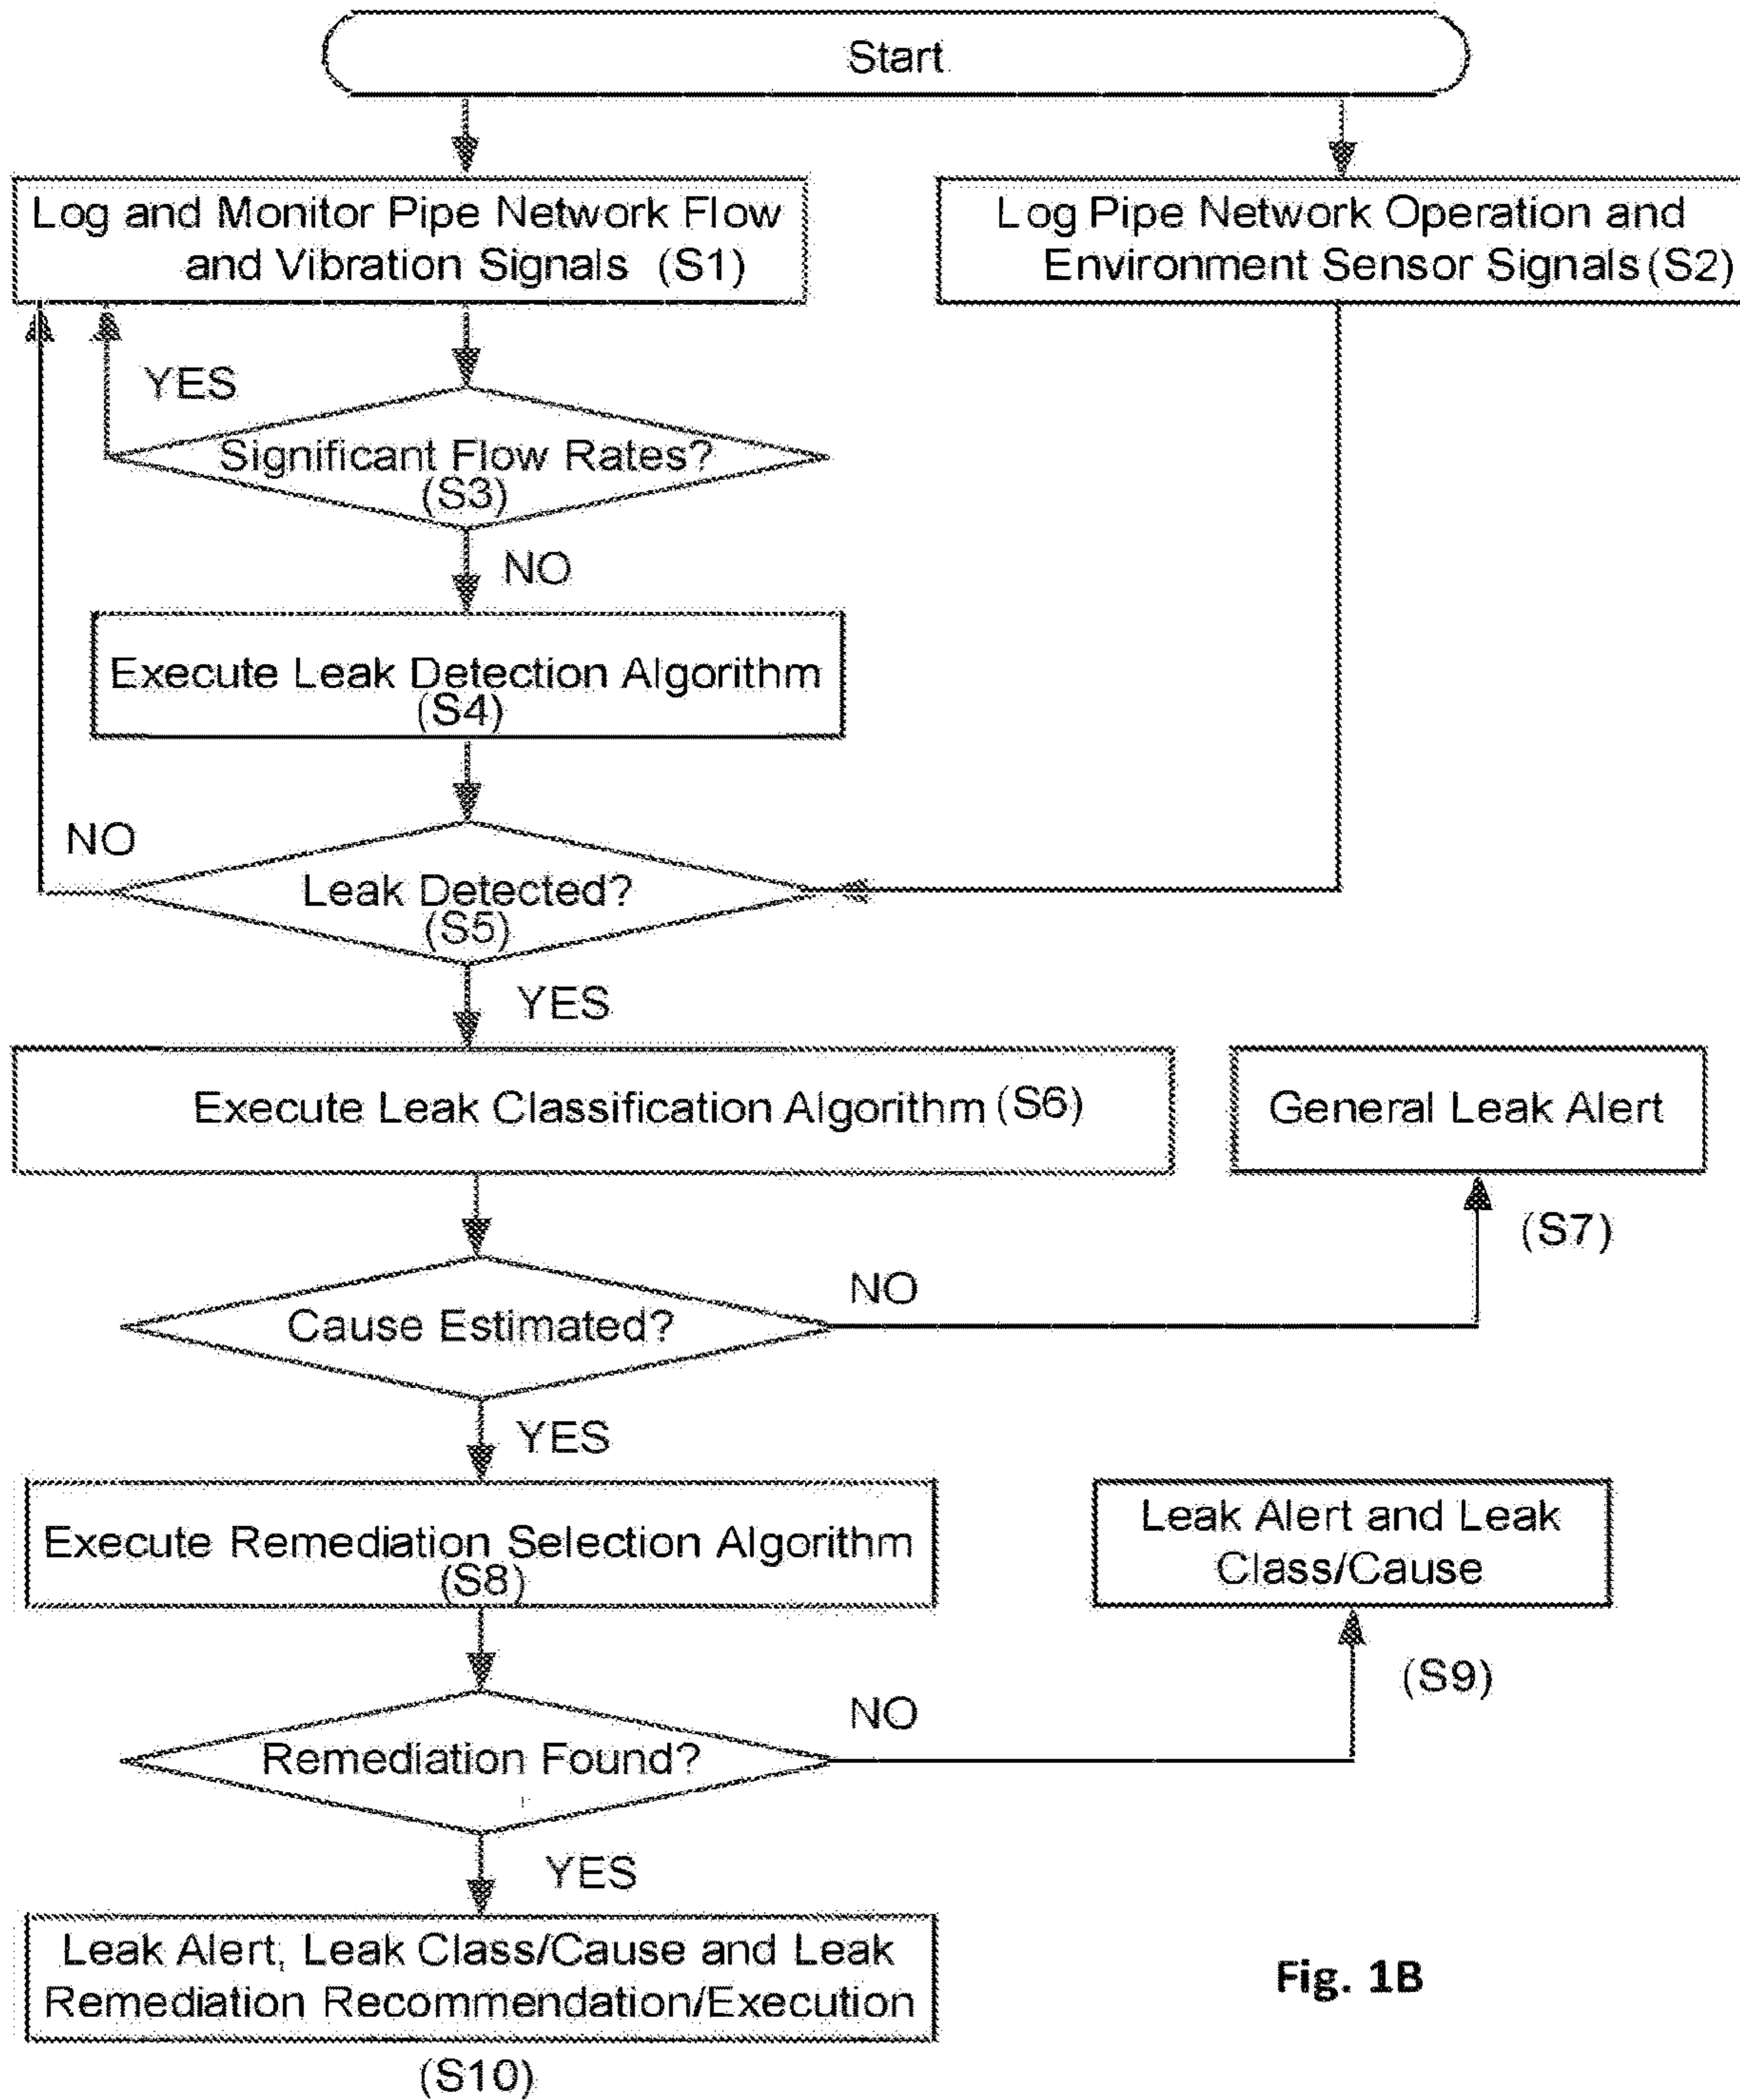 Start
Log and Monitor Pipe Network Flow
and Vibration Signals (S1)
Log Pipe Network Operation and
Environment Sensor Signals (S2)
YES
Significant Flow Rates?
(S3)
NO
Execute Leak Detection Algorithm
(S4)
NO
Leak Detected?
(S5)
YES
Execute Leak Classification Algorithm (S6)
General Leak Alert
(S7)
Cause Estimated?
NO
YES
Execute Remediation Selection Algorithm
(S8)
Leak Alert and Leak
Class/Cause
(S9)
Remediation Found?
NO
YES
Leak Alert, Leak Class/Cause and Leak
Remediation Recommendation/Execution
(S10)
Fig. 1B